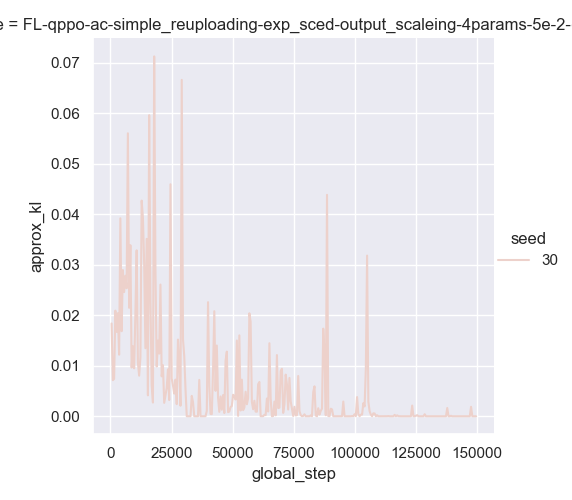 e = FL-qppo-ac-simple_reuploading-exp_sced-output_scaleing-4params-5e-2-
0.07
0.06
0.05
0.04
0.03
0.02
0.01
0.00
approx_kl
0 25000 50000 75000 100000 125000 150000
global_step
seed
30